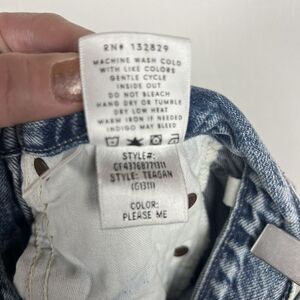 RN# 132829
MACHINE WASH COLD
WITH LIKE COLORS
GENTLE CYCLE
INSIDE OUT
DO NOT BLEACH
HAND DRY OR TUMBLE
DRY LOW HEAT
WARM IRON IF NEEDED
INDIGO MAY BLEED
STYLE#:
STYLE: TEAGAN
(G1311)
COLOR:
PLEASE ME